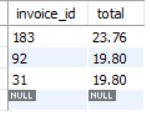 invoice_id total
183 23.76
92 19.80
31 19.80
NULL NULL